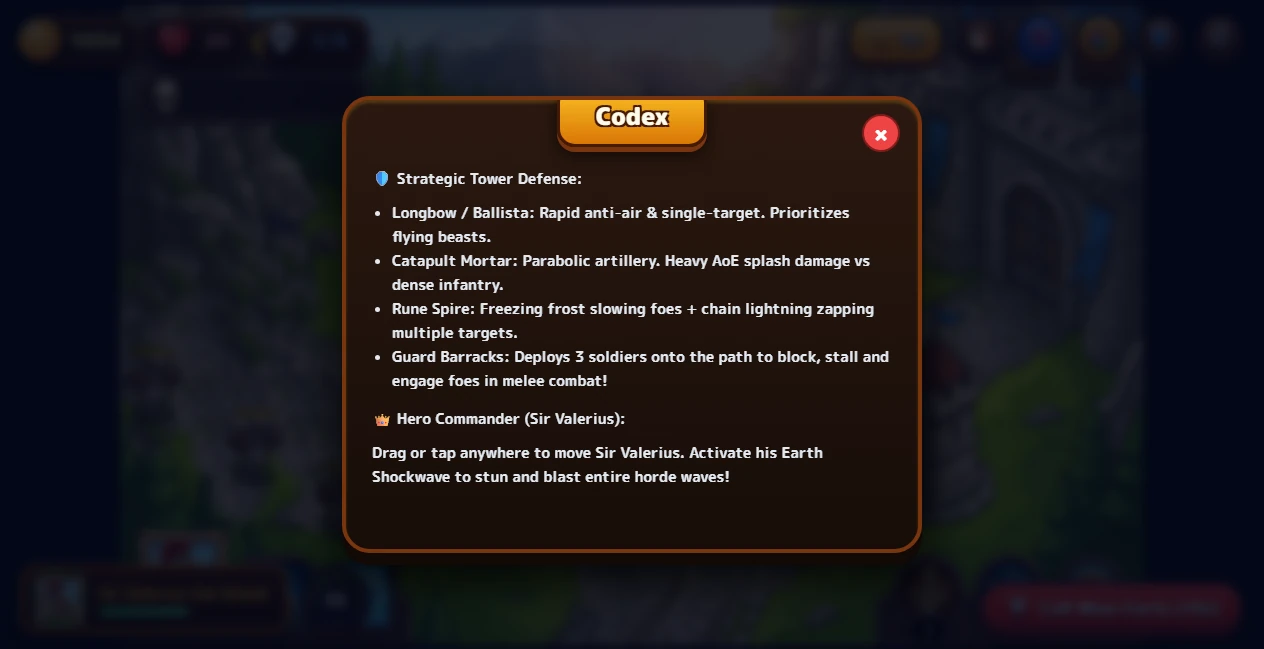 Codex
Strategic Tower Defense:
• Longbow / Ballista: Rapid anti-air & single-target. Prioritizes
flying beasts.
• Catapult Mortar: Parabolic artillery. Heavy AoE splash damage vs
dense infantry.
• Rune Spire: Freezing frost slowing foes + chain lightning zapping
multiple targets.
• Guard Barracks: Deploys 3 soldiers onto the path to block, stall and
engage foes in melee combat!
Hero Commander (Sir Valerius):
Drag or tap anywhere to move Sir Valerius. Activate his Earth
Shockwave to stun and blast entire horde waves!